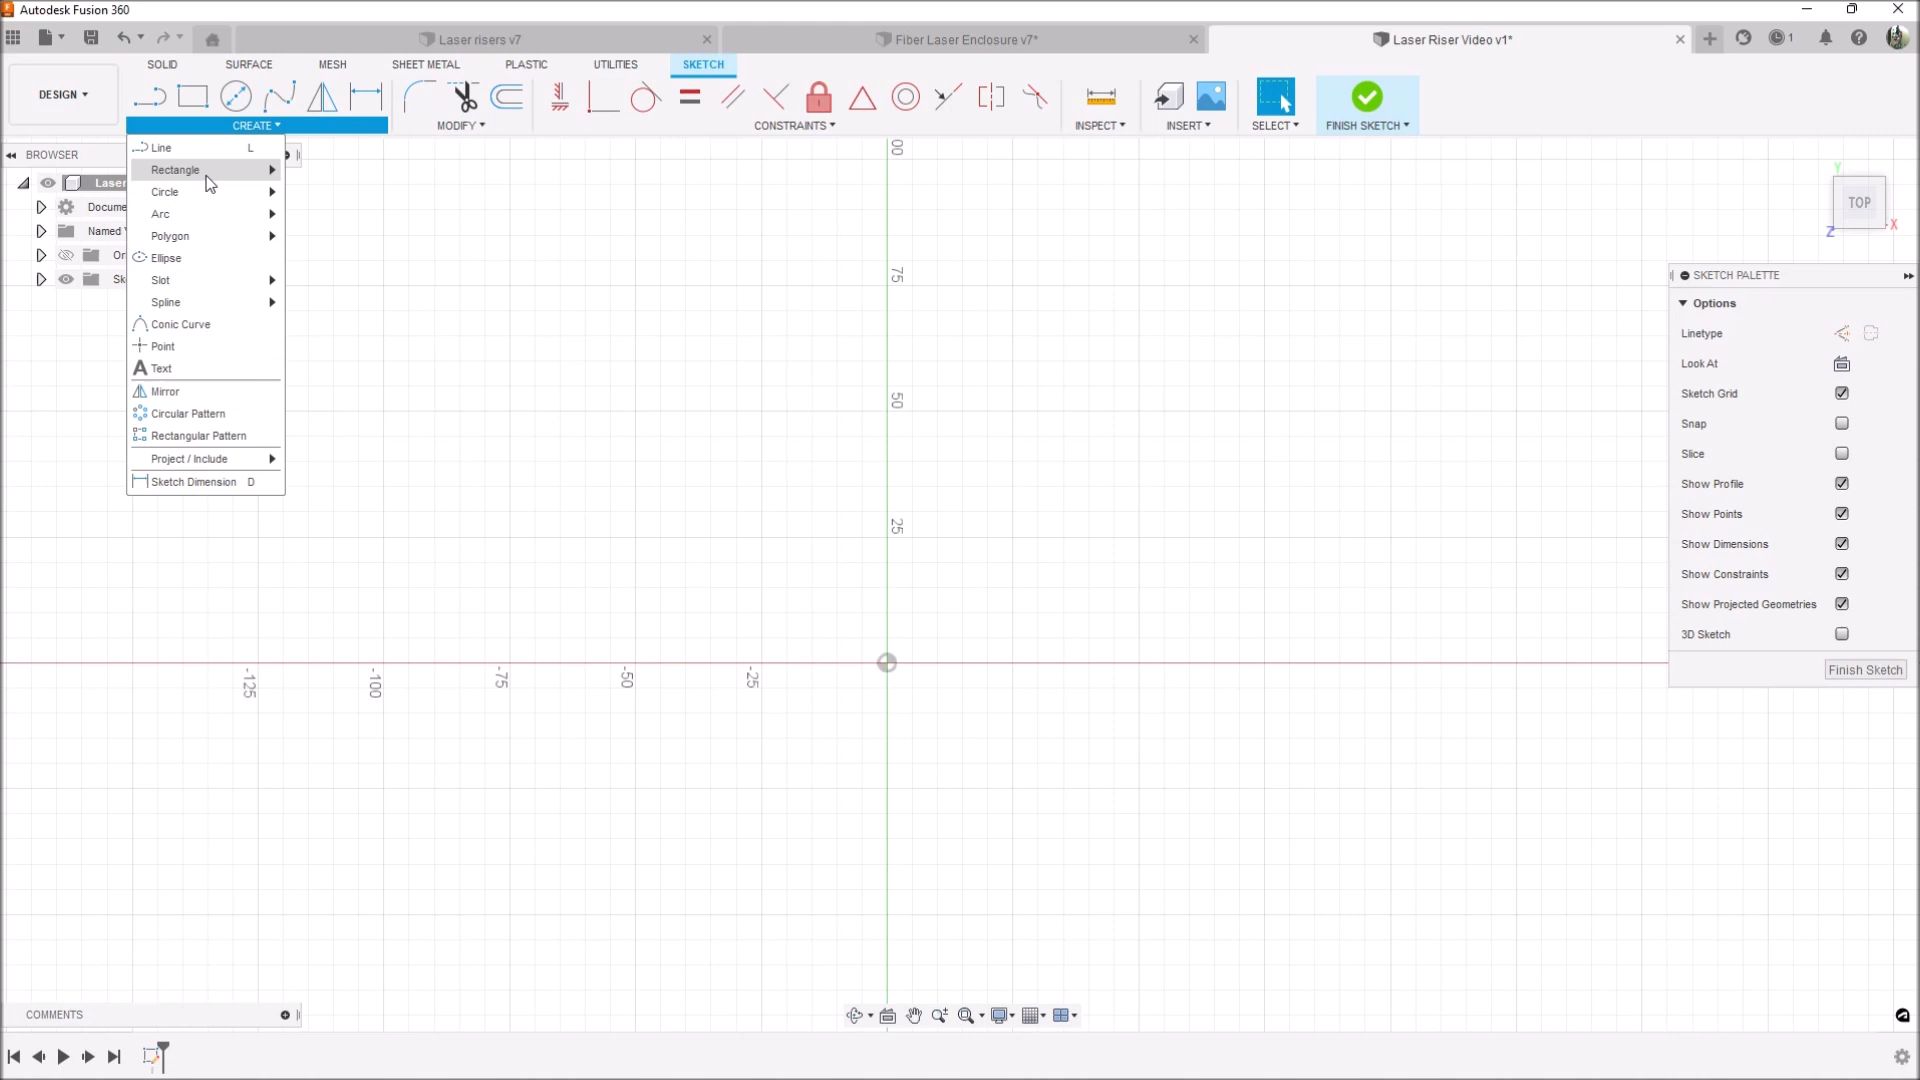 Autodesk Fusion 360
Laser risers v7
Fiber Laser Enclosure v7*
Laser Riser Video v1*
1
SOLID
SURFACE
MESH
SHEET METAL
PLASTIC
UTILITIES
SKETCH
DESIGN
CREATE
MODIFY
CONSTRAINTS
INSPECT
INSERT
SELECT
FINISH SKETCH
BROWSER
Laser
Docume
Named V
Or
Sk
Line L
Rectangle
Circle
Arc
Polygon
Ellipse
Slot
Spline
Conic Curve
Point
A Text
Mirror
Circular Pattern
Rectangular Pattern
Project / Include
Sketch Dimension D
00
75
50
25
-125
-100
-75
-50
-25
Y
TOP
X
Z
SKETCH PALETTE
Options
Linetype
Look At
Sketch Grid
Snap
Slice
Show Profile
Show Points
Show Dimensions
Show Constraints
Show Projected Geometries
3D Sketch
Finish Sketch
COMMENTS